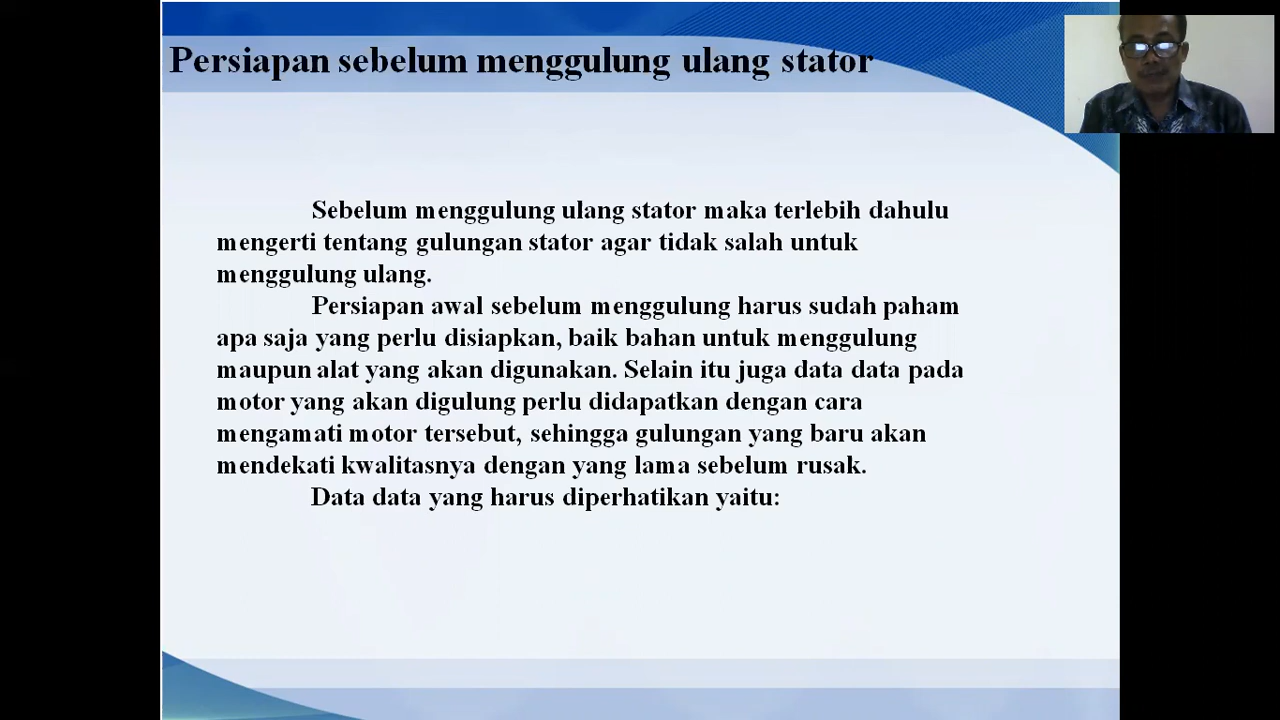 Persiapan sebelum menggulung ulang stator
Sebelum menggulung ulang stator maka terlebih dahulu
mengerti tentang gulungan stator agar tidak salah untuk
menggulung ulang.
Persiapan awal sebelum menggulung harus sudah paham
apa saja yang perlu disiapkan, baik bahan untuk menggulung
maupun alat yang akan digunakan. Selain itu juga data data pada
motor yang akan digulung perlu didapatkan dengan cara
mengamati motor tersebut, sehingga gulungan yang baru akan
mendekati kwalitasnya dengan yang lama sebelum rusak.
Data data yang harus diperhatikan yaitu: